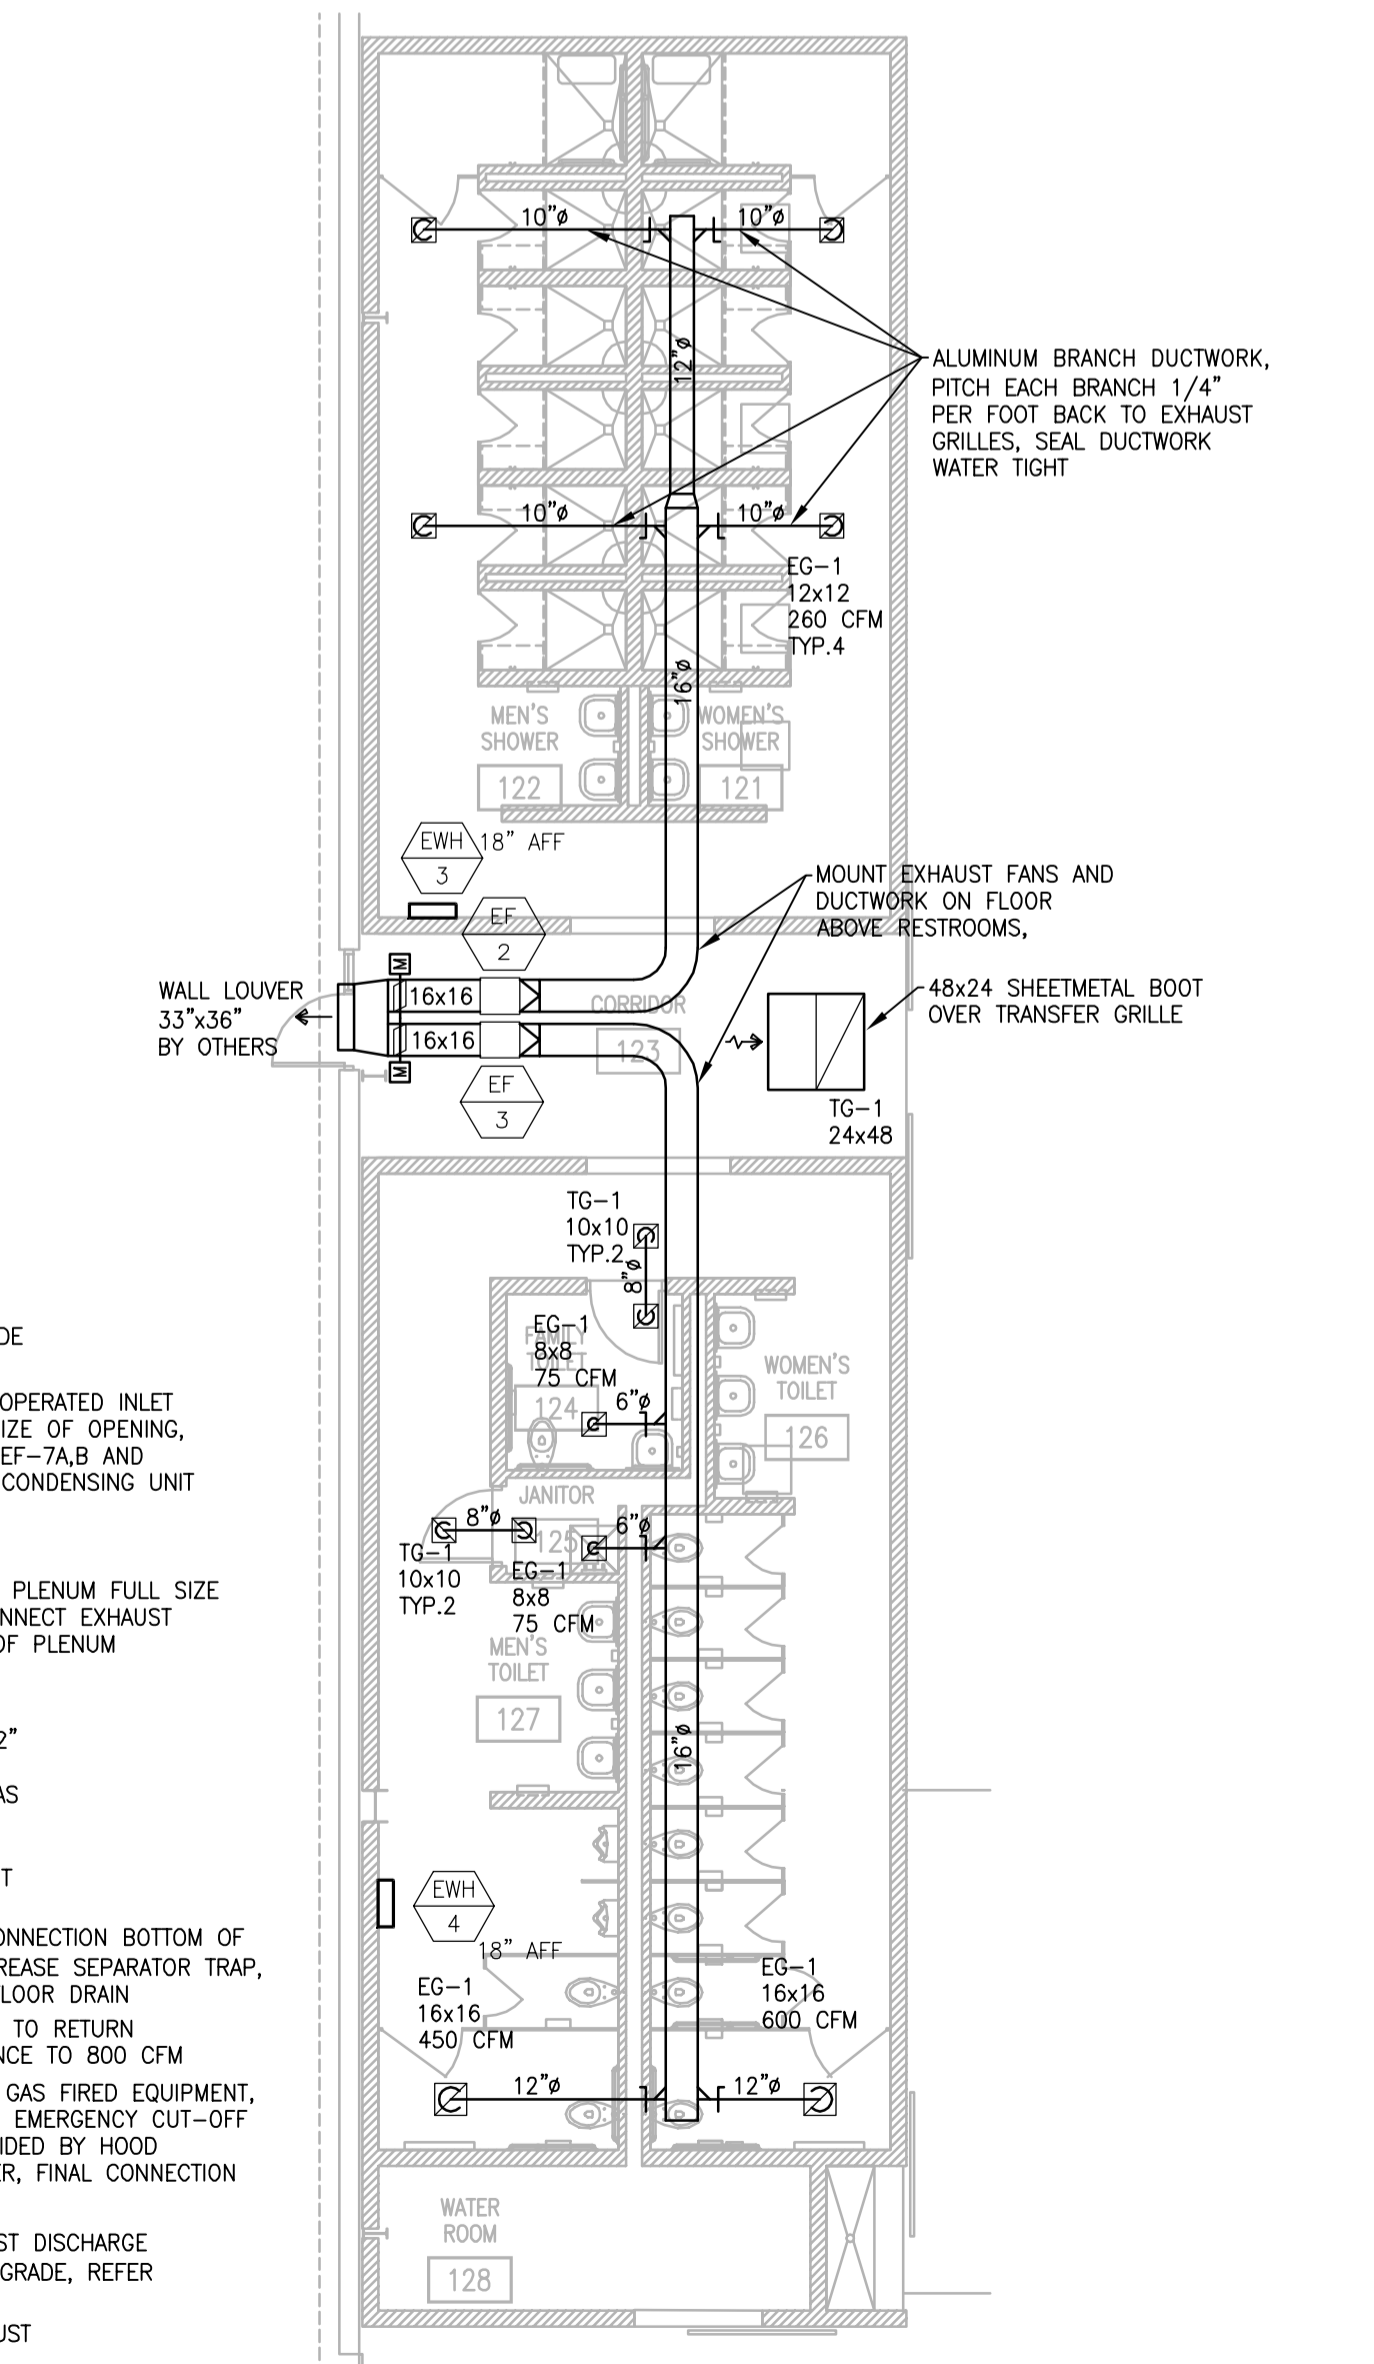 10"ø
10"ø
12"ø
ALUMINUM BRANCH DUCTWORK,
PITCH EACH BRANCH 1/4"
PER FOOT BACK TO EXHAUST
GRILLES, SEAL DUCTWORK
WATER TIGHT
10"ø
10"ø
EG-1
12x12
260 CFM
TYP.4
16"ø
MEN'S
SHOWER
122
WOMEN'S
SHOWER
121
EWH
3
18" AFF
MOUNT EXHAUST FANS AND
DUCTWORK ON FLOOR
ABOVE RESTROOMS,
EF
2
M
WALL LOUVER
33"x36"
BY OTHERS
16x16
16x16
M
CORRIDOR
123
48x24 SHEETMETAL BOOT
OVER TRANSFER GRILLE
EF
3
TG-1
24x48
TG-1
10x10
TYP.2
8"ø
EG-1
8x8
75 CFM
FAMILY
TOILET
124
6"ø
WOMEN'S
TOILET
126
JANITOR
125
8"ø
6"ø
TG-1
10x10
TYP.2
EG-1
8x8
75 CFM
MEN'S
TOILET
127
16"ø
EWH
4
18" AFF
EG-1
16x16
450 CFM
EG-1
16x16
600 CFM
12"ø
12"ø
WATER
ROOM
128
DE
OPERATED INLET
IZE OF OPENING,
EF-7A,B AND
CONDENSING UNIT
PLENUM FULL SIZE
NNECT EXHAUST
OF PLENUM
2"
AS
T
ONNECTION BOTTOM OF
REASE SEPARATOR TRAP,
LOOR DRAIN
TO RETURN
NCE TO 800 CFM
GAS FIRED EQUIPMENT,
EMERGENCY CUT-OFF
IDED BY HOOD
ER, FINAL CONNECTION
ST DISCHARGE
GRADE, REFER
UST